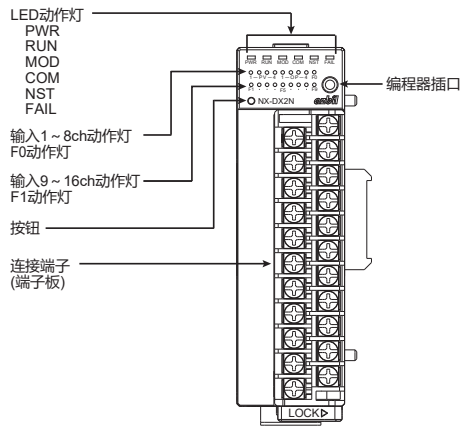 LED动作灯
PWR
RUN
MOD
COM
NST
FAIL
输入1～8ch动作灯
F0动作灯
输入9～16ch动作灯
F1动作灯
按钮
连接端子
(端子板)
编程器插口
PWR RUN MOD COM NST FAIL
NX-DX2N
azbil
LOCK